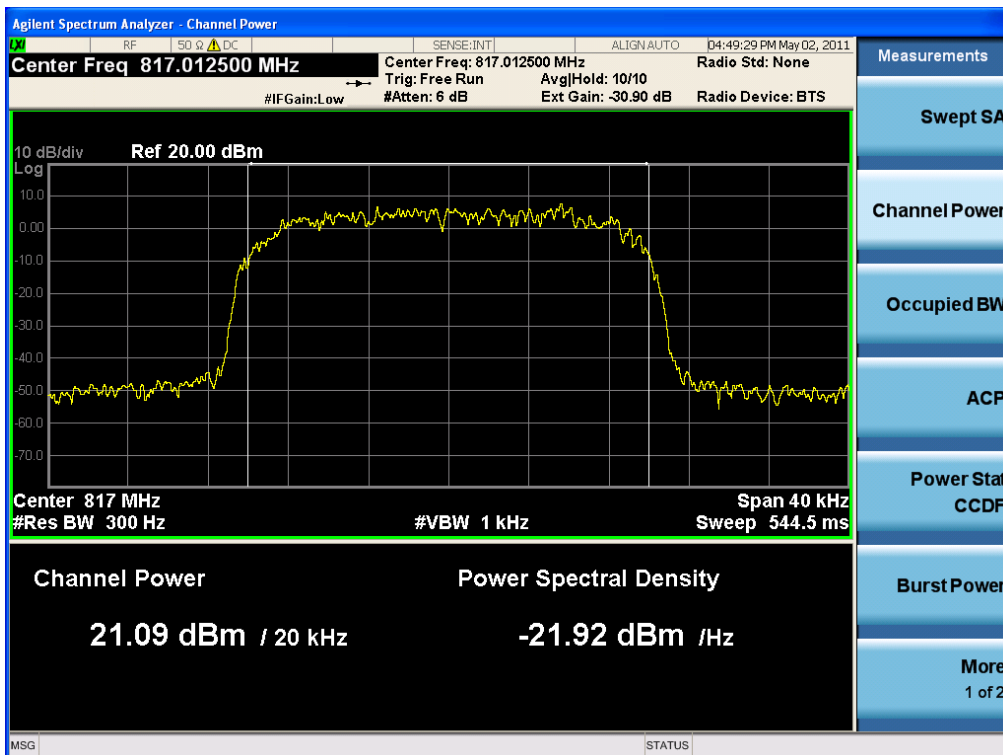 Agilent Spectrum Analyzer - Channel Power
LXI RF 50 Ω DC SENSE:INT ALIGN AUTO 04:49:29 PM May 02, 2011
Center Freq 817.012500 MHz
Center Freq: 817.012500 MHz Radio Std: None
Trig: Free Run Avg|Hold: 10/10
#IFGain:Low #Atten: 6 dB Ext Gain: -30.90 dB Radio Device: BTS
10 dB/div Ref 20.00 dBm
Log
10.0
0.00
-10.0
-20.0
-30.0
-40.0
-50.0
-60.0
-70.0
Center 817 MHz Span 40 kHz
#Res BW 300 Hz #VBW 1 kHz Sweep 544.5 ms
Channel Power Power Spectral Density
21.09 dBm / 20 kHz -21.92 dBm /Hz
MSG STATUS
Measurements
Swept SA
Channel Power
Occupied BW
ACP
Power Stat
CCDF
Burst Power
More
1 of 2